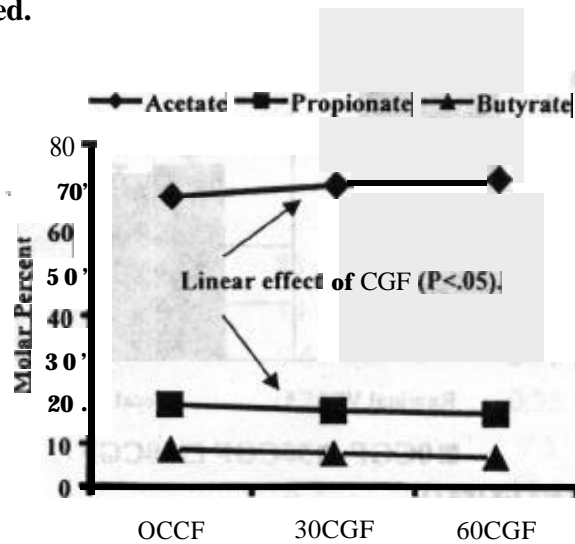 ed.
Acetate Propionate Butyrate
80
70’
60
50’
40
30’
20 .
10
0
Molar Percent
Linear effect of CGF (P<.05).
OCCF 30CGF 60CGF